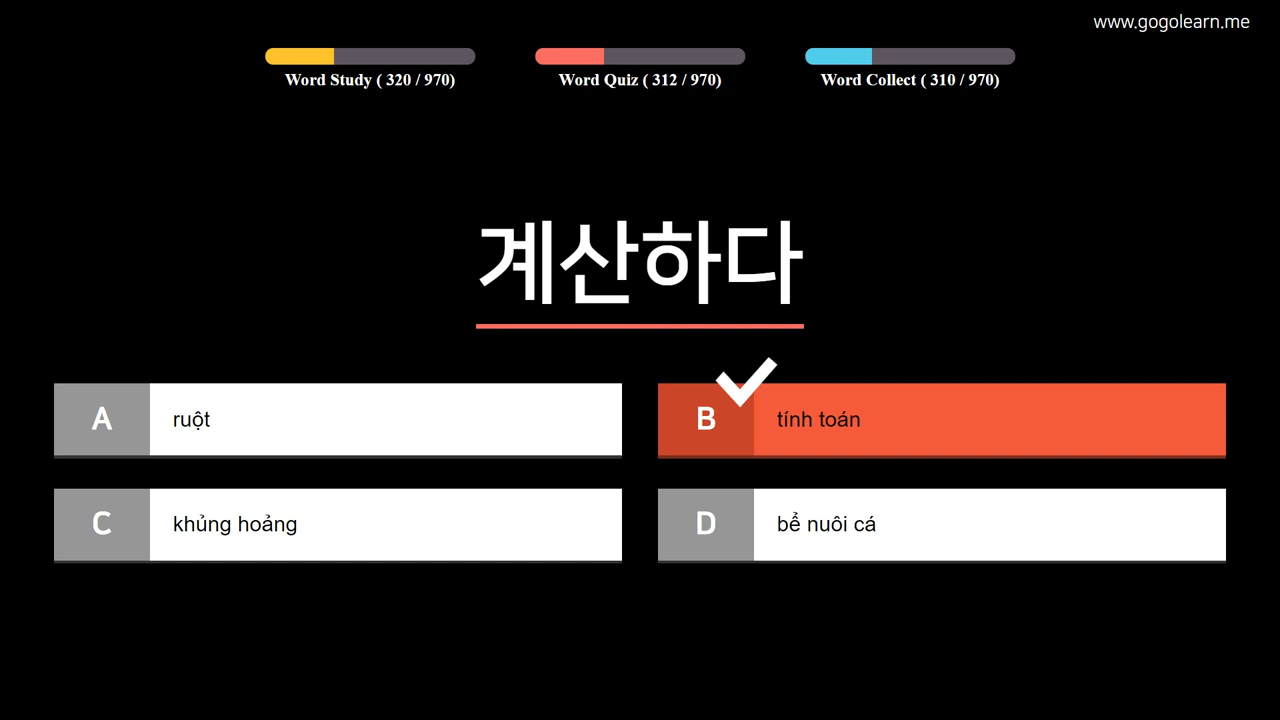 www.gogolearn.me
Word Study ( 320 / 970)
Word Quiz ( 312 / 970)
Word Collect ( 310 / 970)
계산하다
A ruột
B tính toán
C khủng hoảng
D bể nuôi cá